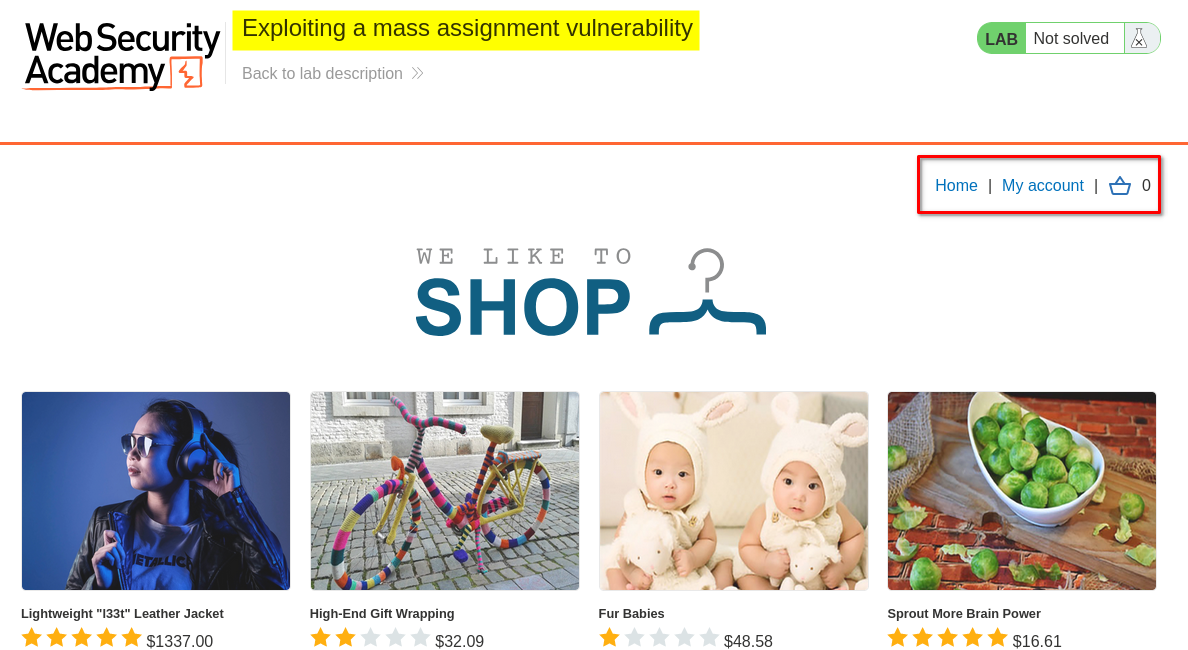 Web Security
Academy
Exploiting a mass assignment vulnerability
Back to lab description
LAB Not solved
Home | My account | 0
WE LIKE TO
SHOP
METALLICA
Lightweight "l33t" Leather Jacket
$1337.00
High-End Gift Wrapping
$32.09
Fur Babies
$48.58
Sprout More Brain Power
$16.61